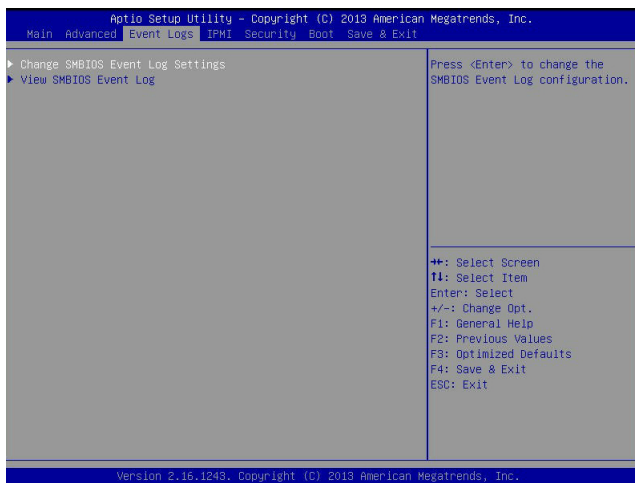 Aptio Setup Utility – Copyright (C) 2013 American Megatrends, Inc.
Main Advanced Event Logs IPMI Security Boot Save & Exit
Change SMBIOS Event Log Settings
View SMBIOS Event Log
Press <Enter> to change the
SMBIOS Event Log configuration.
→←: Select Screen
↑↓: Select Item
Enter: Select
+/-: Change Opt.
F1: General Help
F2: Previous Values
F3: Optimized Defaults
F4: Save & Exit
ESC: Exit
Version 2.16.1243. Copyright (C) 2013 American Megatrends, Inc.